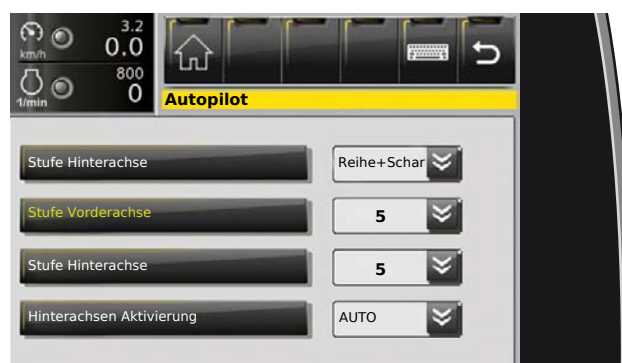 3.2
km/h 0.0
800
1/min 0
Autopilot
Stufe Hinterachse Reihe+Schar
Stufe Vorderachse 5
Stufe Hinterachse 5
Hinterachsen Aktivierung AUTO